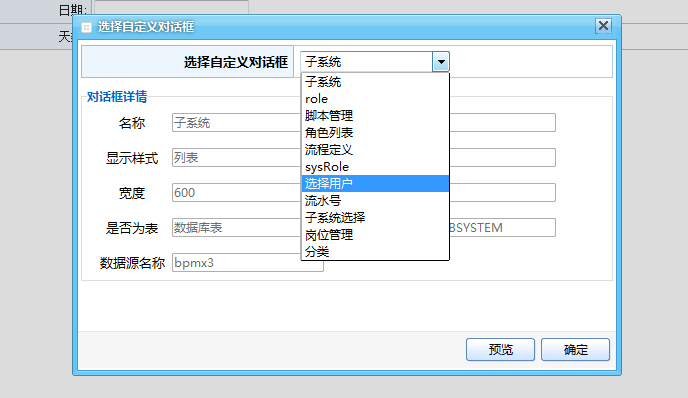 日期:
天
选择自定义对话框
选择自定义对话框 子系统
子系统
role
脚本管理
角色列表
流程定义
sysRole
选择用户
流水号
子系统选择
岗位管理
分类
对话框详情
名称 子系统
显示样式 列表
宽度 600
是否为表 数据库表 BSYSTEM
数据源名称 bpmx3
预览 确定